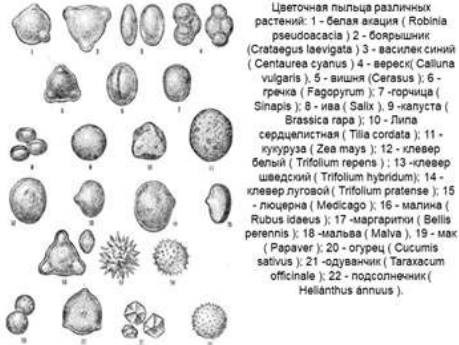 Цветочная пыльца различных
растений: 1 - белая акация ( Robinia
pseudoacacia ) 2 - боярышник
(Crataegus laevigata ) 3 - василек синий
( Centaurea cyanus ) 4 - вереск( Calluna
vulgaris ), 5 - вишня (Cerasus ); 6 -
гречка ( Fagopyrum ); 7 -горчица (
Sinapis ); 8 - ива ( Salix ), 9 -капуста (
Brassica rapa ); 10 - Липа
сердцелистная ( Tilia cordata ); 11 -
кукуруза ( Zea mays ); 12 - клевер
белый ( Trifolium repens ) ; 13 -клевер
шведский ( Trifolium hybridum); 14 -
клевер луговой ( Trifolium pratense ); 15
- люцерна ( Medicago ); 16 - малина (
Rubus idaeus ); 17 -маргаритки ( Bellis
perennis ); 18 -мальва ( Malva ), 19 - мак
( Papaver ); 20 - огурец ( Cucumis
sativus ); 21 -одуванчик ( Taraxacum
officinale ); 22 - подсолнечник (
Heliánthus ánnuus ).